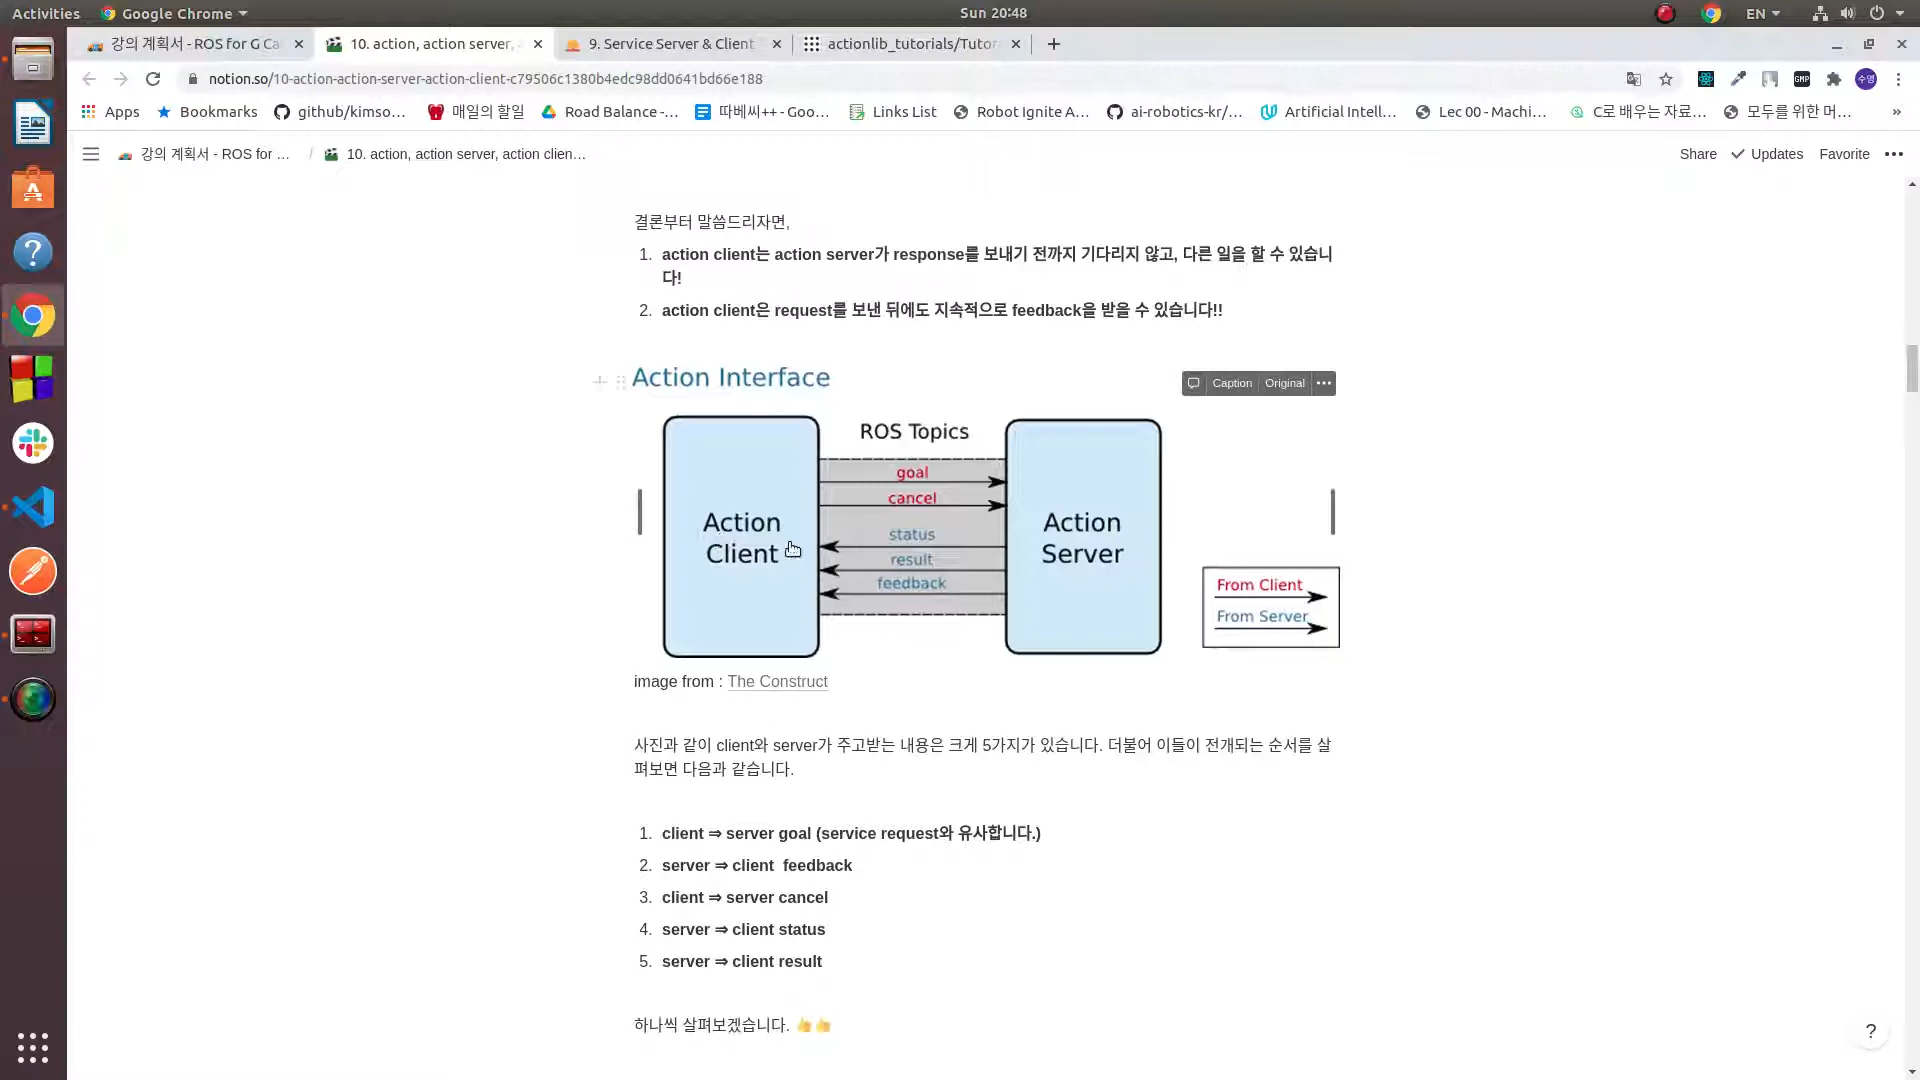 Activities
Google Chrome
Sun 20:48
EN
강의 계획서 - ROS for G Ca
10. action, action server,
9. Service Server & Client
actionlib_tutorials/Tutor
notion.so/10-action-action-server-action-client-c79506c1380b4edc98dd0641bd66e188
GMP
수영
Apps
Bookmarks
github/kimso...
매일의 할일
Road Balance -...
따베씨++ - Goo...
Links List
Robot Ignite A...
ai-robotics-kr/...
Artificial Intell...
Lec 00 - Machi...
C로 배우는 자료...
모두를 위한 머...
»
강의 계획서 - ROS for ...
/
10. action, action server, action clien...
Share
Updates
Favorite
결론부터 말씀드리자면,
1. action client는 action server가 response를 보내기 전까지 기다리지 않고, 다른 일을 할 수 있습니
다!
2. action client은 request를 보낸 뒤에도 지속적으로 feedback을 받을 수 있습니다!!
Action Interface
Caption
Original
ROS Topics
goal
cancel
status
result
feedback
Action
Client
Action
Server
From Client
From Server
image from : The Construct
사진과 같이 client와 server가 주고받는 내용은 크게 5가지가 있습니다. 더불어 이들이 전개되는 순서를 살
펴보면 다음과 같습니다.
1. client ⇒ server goal (service request와 유사합니다.)
2. server ⇒ client feedback
3. client ⇒ server cancel
4. server ⇒ client status
5. server ⇒ client result
하나씩 살펴보겠습니다. 👍👍
?